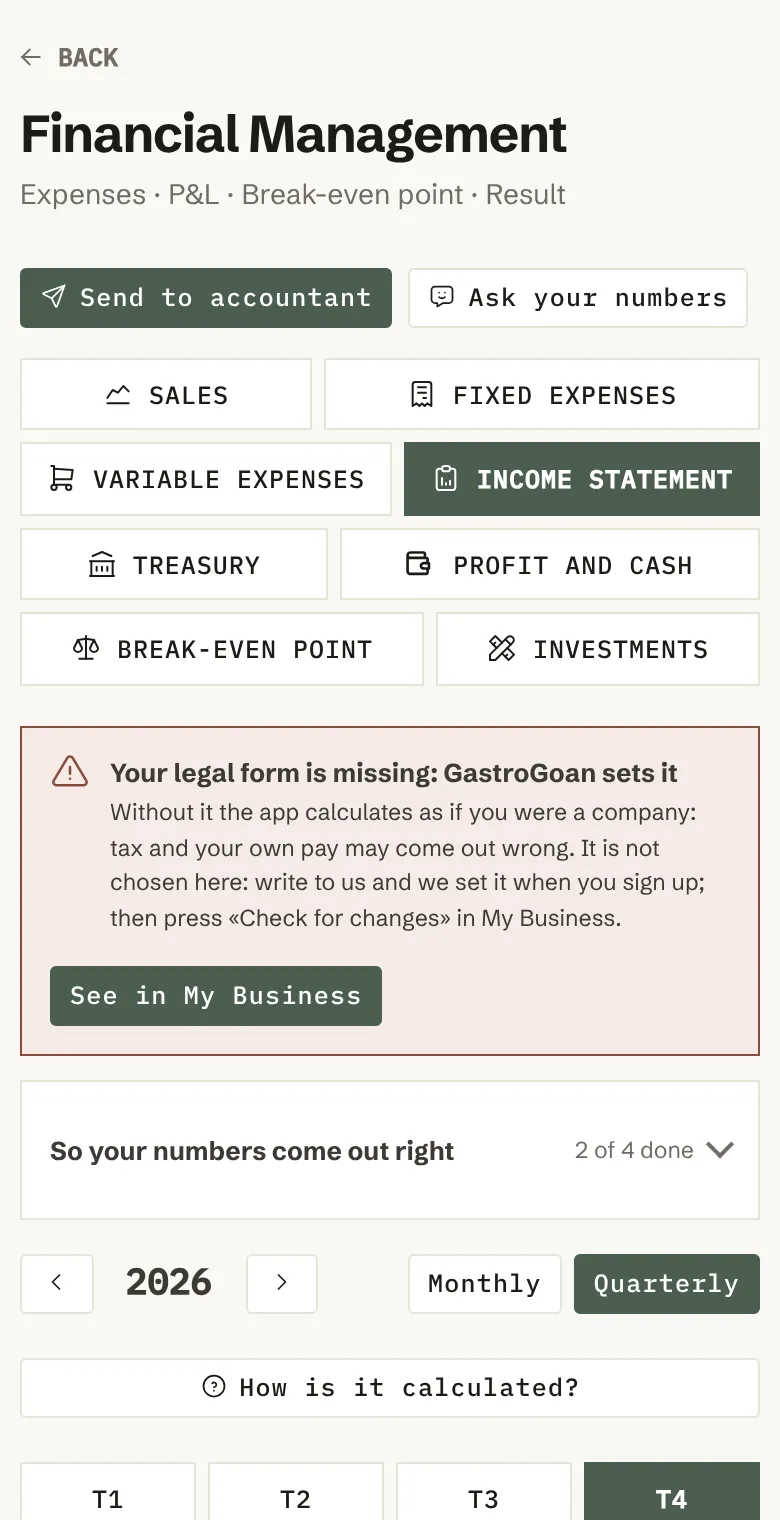 BACK
Financial Management
Expenses · P&L · Break-even point · Result
Send to accountant
Ask your numbers
SALES
FIXED EXPENSES
VARIABLE EXPENSES
INCOME STATEMENT
TREASURY
PROFIT AND CASH
BREAK-EVEN POINT
INVESTMENTS
Your legal form is missing: GastroGoan sets it
Without it the app calculates as if you were a company:
tax and your own pay may come out wrong. It is not
chosen here: write to us and we set it when you sign up;
then press «Check for changes» in My Business.
See in My Business
So your numbers come out right
2 of 4 done
2026
Monthly
Quarterly
How is it calculated?
T1
T2
T3
T4